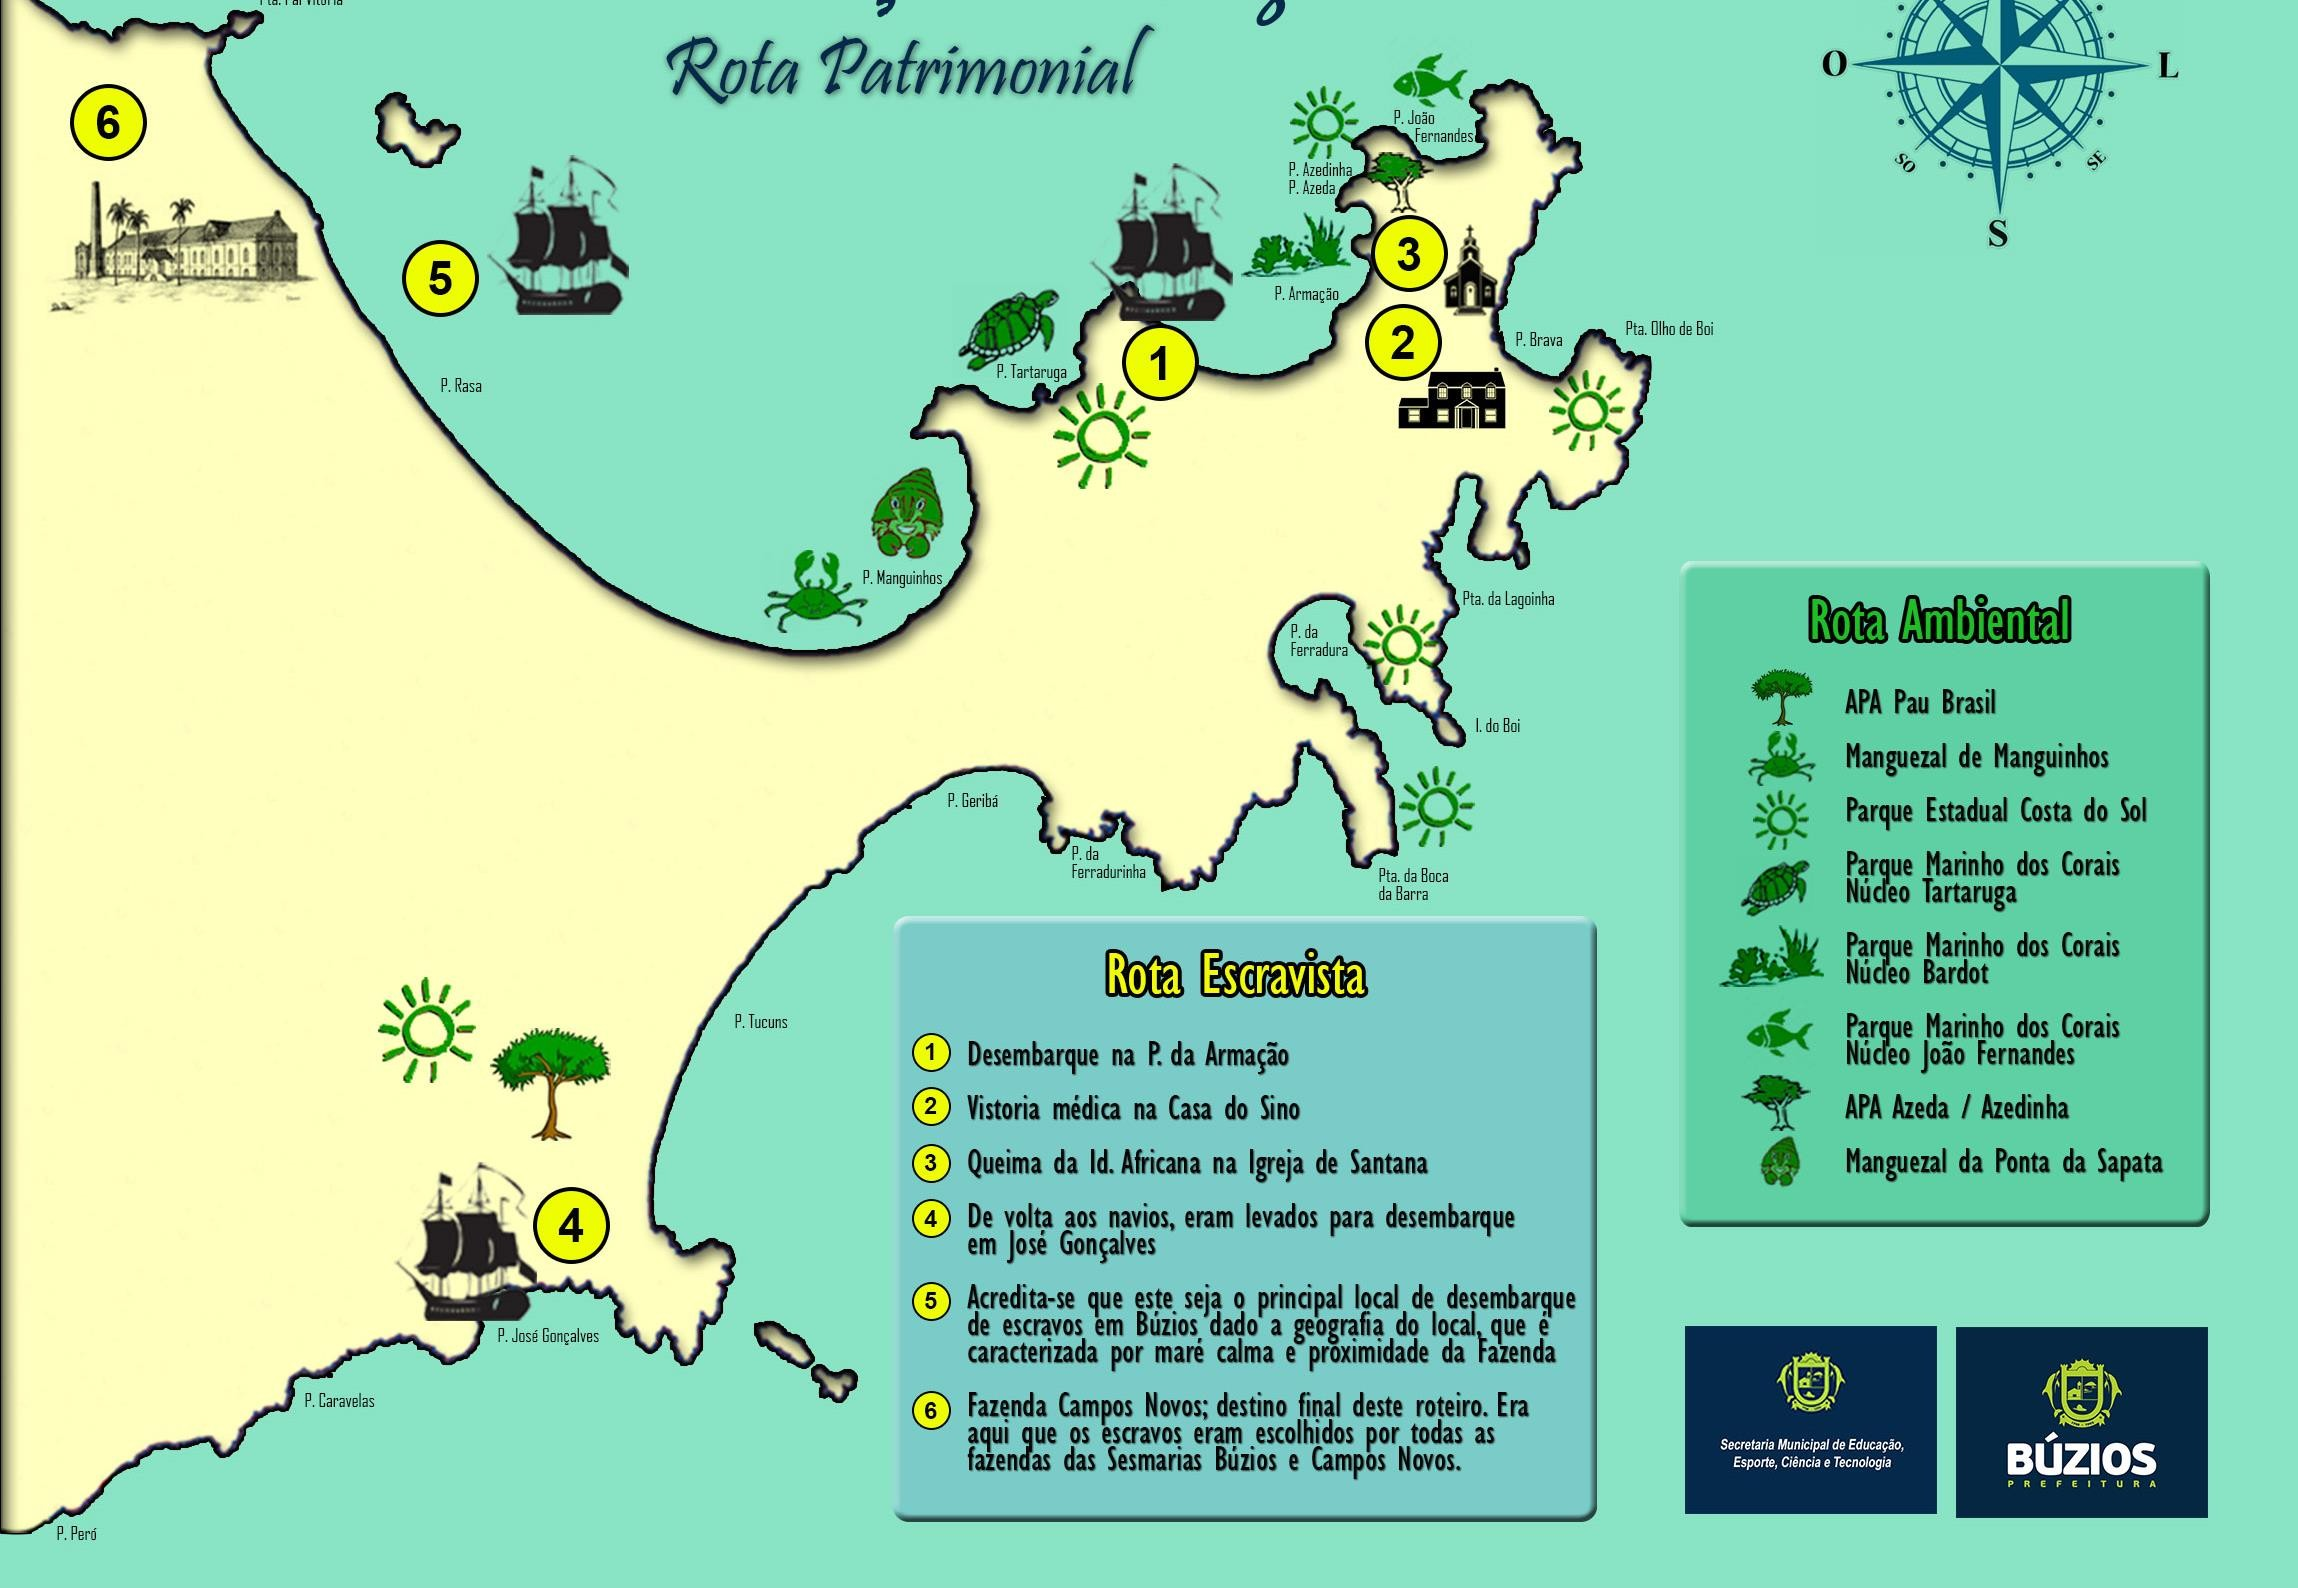 Pta. Pai Vitória
Rota Patrimonial
O
L
SO
SE
S
6
5
P. João
Fernandes
P. Azedinha
P. Azeda
3
P. Armação
2
1
P. Brava
Pta. Olho de Boi
P. Tartaruga
P. Rasa
P. Manguinhos
Pta. da Lagoinha
P. da
Ferradura
I. do Boi
P. Geribá
P. da
Ferradurinha
Pta. da Boca
da Barra
P. Tucuns
4
P. José Gonçalves
P. Caravelas
P. Peró
Rota Escravista
1 Desembarque na P. da Armação
2 Vistoria médica na Casa do Sino
3 Queima da Id. Africana na Igreja de Santana
4 De volta aos navios, eram levados para desembarque
em José Gonçalves
5 Acredita-se que este seja o principal local de desembarque
de escravos em Búzios dado a geografia do local, que é
caracterizada por maré calma e proximidade da Fazenda
6 Fazenda Campos Novos; destino final deste roteiro. Era
aqui que os escravos eram escolhidos por todas as
fazendas das Sesmarias Búzios e Campos Novos.
Rota Ambiental
APA Pau Brasil
Manguezal de Manguinhos
Parque Estadual Costa do Sol
Parque Marinho dos Corais
Núcleo Tartaruga
Parque Marinho dos Corais
Núcleo Bardot
Parque Marinho dos Corais
Núcleo João Fernandes
APA Azeda / Azedinha
Manguezal da Ponta da Sapata
Secretaria Municipal de Educação,
Esporte, Ciência e Tecnologia
BÚZIOS
PREFEITURA